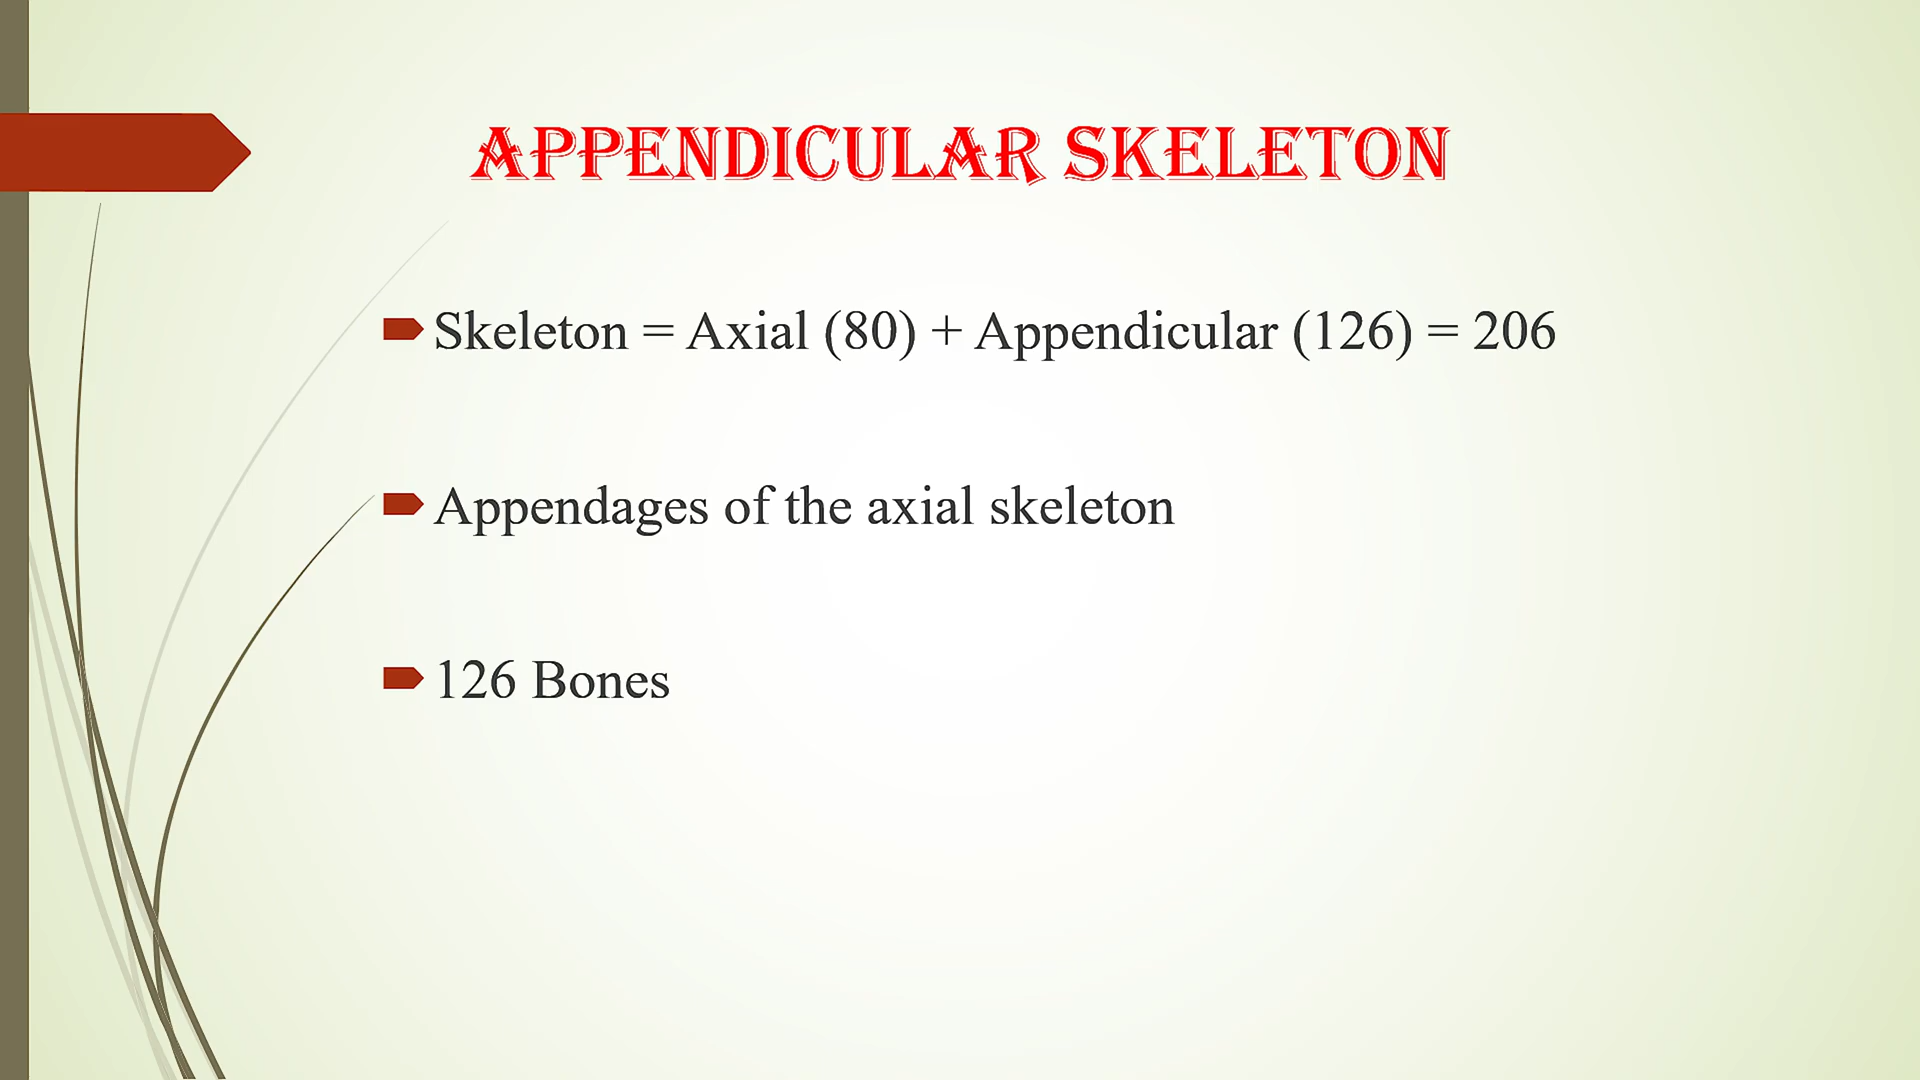 APPENDICULAR SKELETON
Skeleton = Axial (80) + Appendicular (126) = 206
Appendages of the axial skeleton
126 Bones